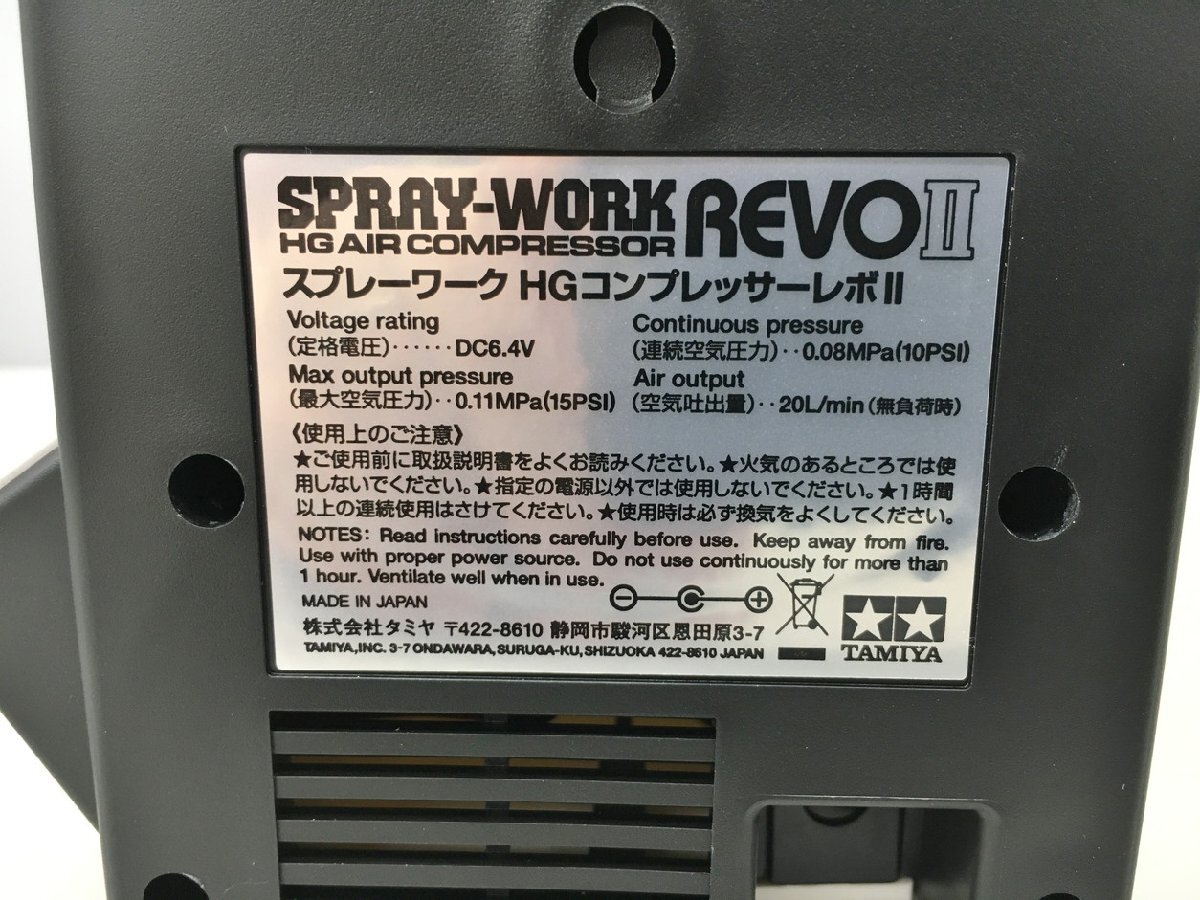 SPRAY-WORK REVO II
HG AIR COMPRESSOR
スプレーワーク HGコンプレッサーレボII
Voltage rating
(定格電圧)‥‥‥DC6.4V
Continuous pressure
(連続空気圧力)‥0.08MPa(10PSI)
Max output pressure
(最大空気圧力)‥0.11MPa(15PSI)
Air output
(空気吐出量)‥20L/min (無負荷時)
《使用上のご注意》
★ご使用前に取扱説明書をよくお読みください。★火気のあるところでは使
用しないでください。★指定の電源以外では使用しないでください。★1時間
以上の連続使用はさけてください。★使用時は必ず換気をよくしてください。
NOTES: Read instructions carefully before use. Keep away from fire.
Use with proper power source. Do not use continuously for more than
1 hour. Ventilate well when in use.
MADE IN JAPAN
株式会社タミヤ 〒422-8610 静岡市駿河区恩田原3-7
TAMIYA, INC. 3-7 ONDAWARA, SURUGA-KU, SHIZUOKA 422-8610 JAPAN
TAMIYA